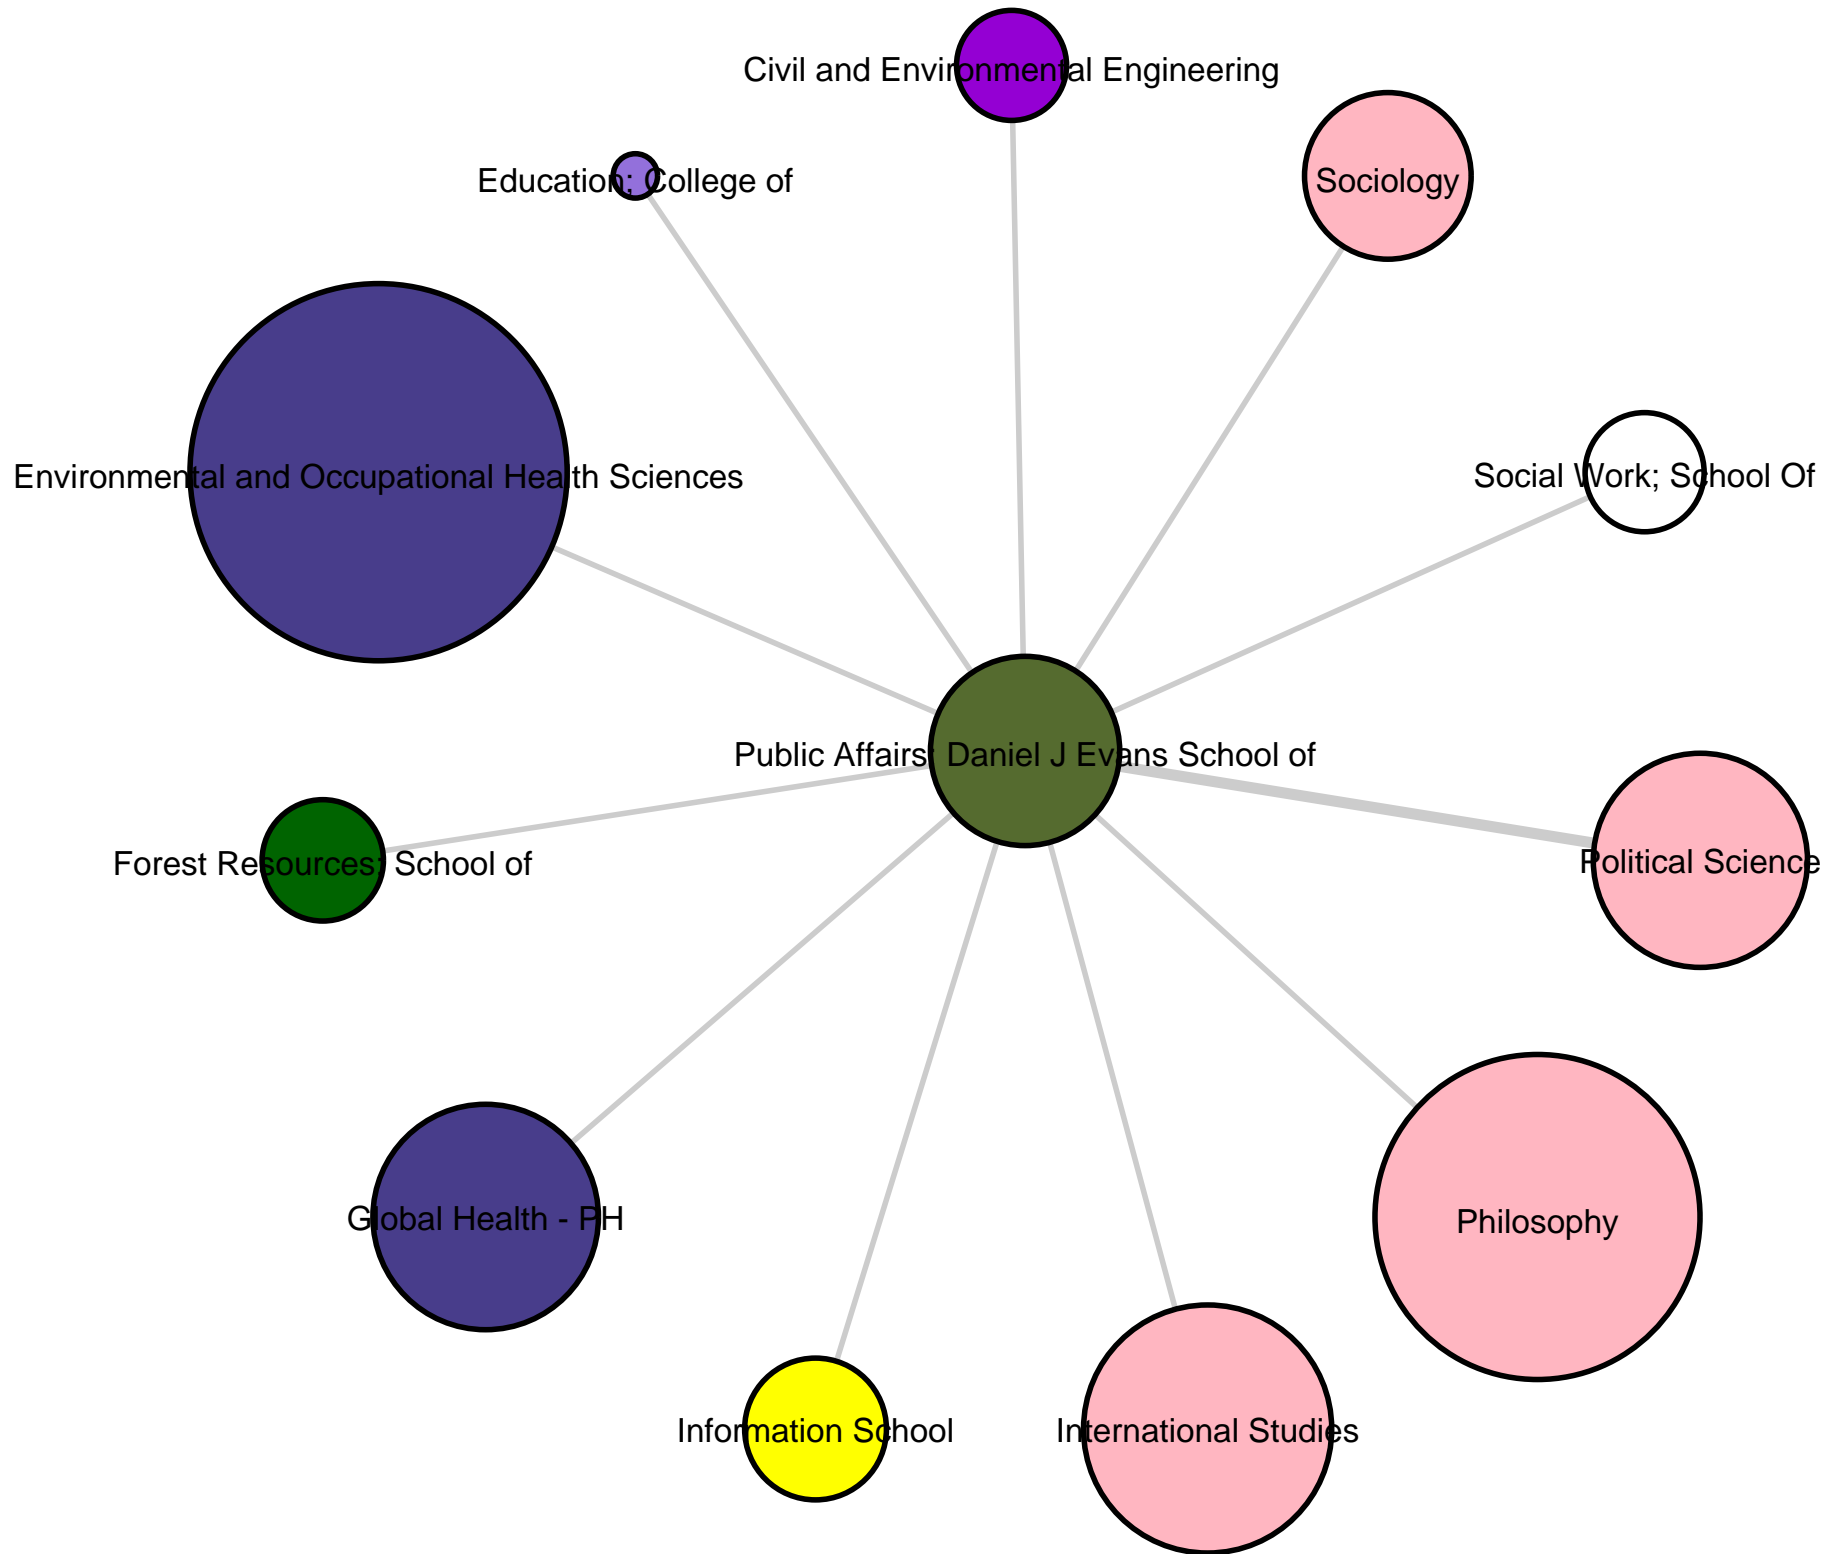 Civil and Environmental Engineering
Education; College of
Sociology
Environmental and Occupational Health Sciences
Social Work; School Of
Public Affairs; Daniel J Evans School of
Forest Resources; School of
Political Science
Global Health - PH
Philosophy
Information School
International Studies